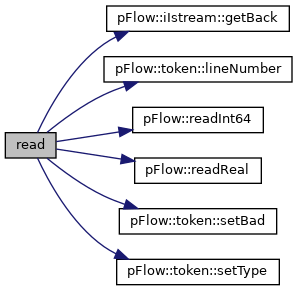 pFlow::iIstream::getBack
pFlow::token::lineNumber
pFlow::readInt64
read
pFlow::readReal
pFlow::token::setBad
pFlow::token::setType